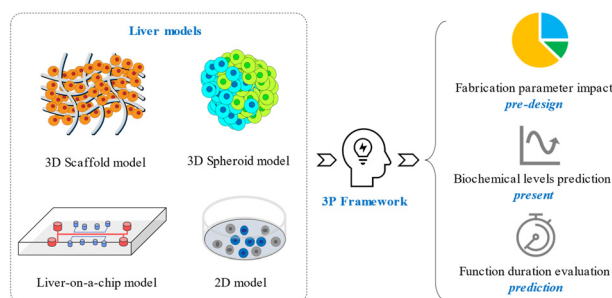 Liver models
3D Scaffold model
3D Spheroid model
Liver-on-a-chip model
2D model
3P Framework
Fabrication parameter impact
pre-design
Biochemical levels prediction
present
Function duration evaluation
prediction